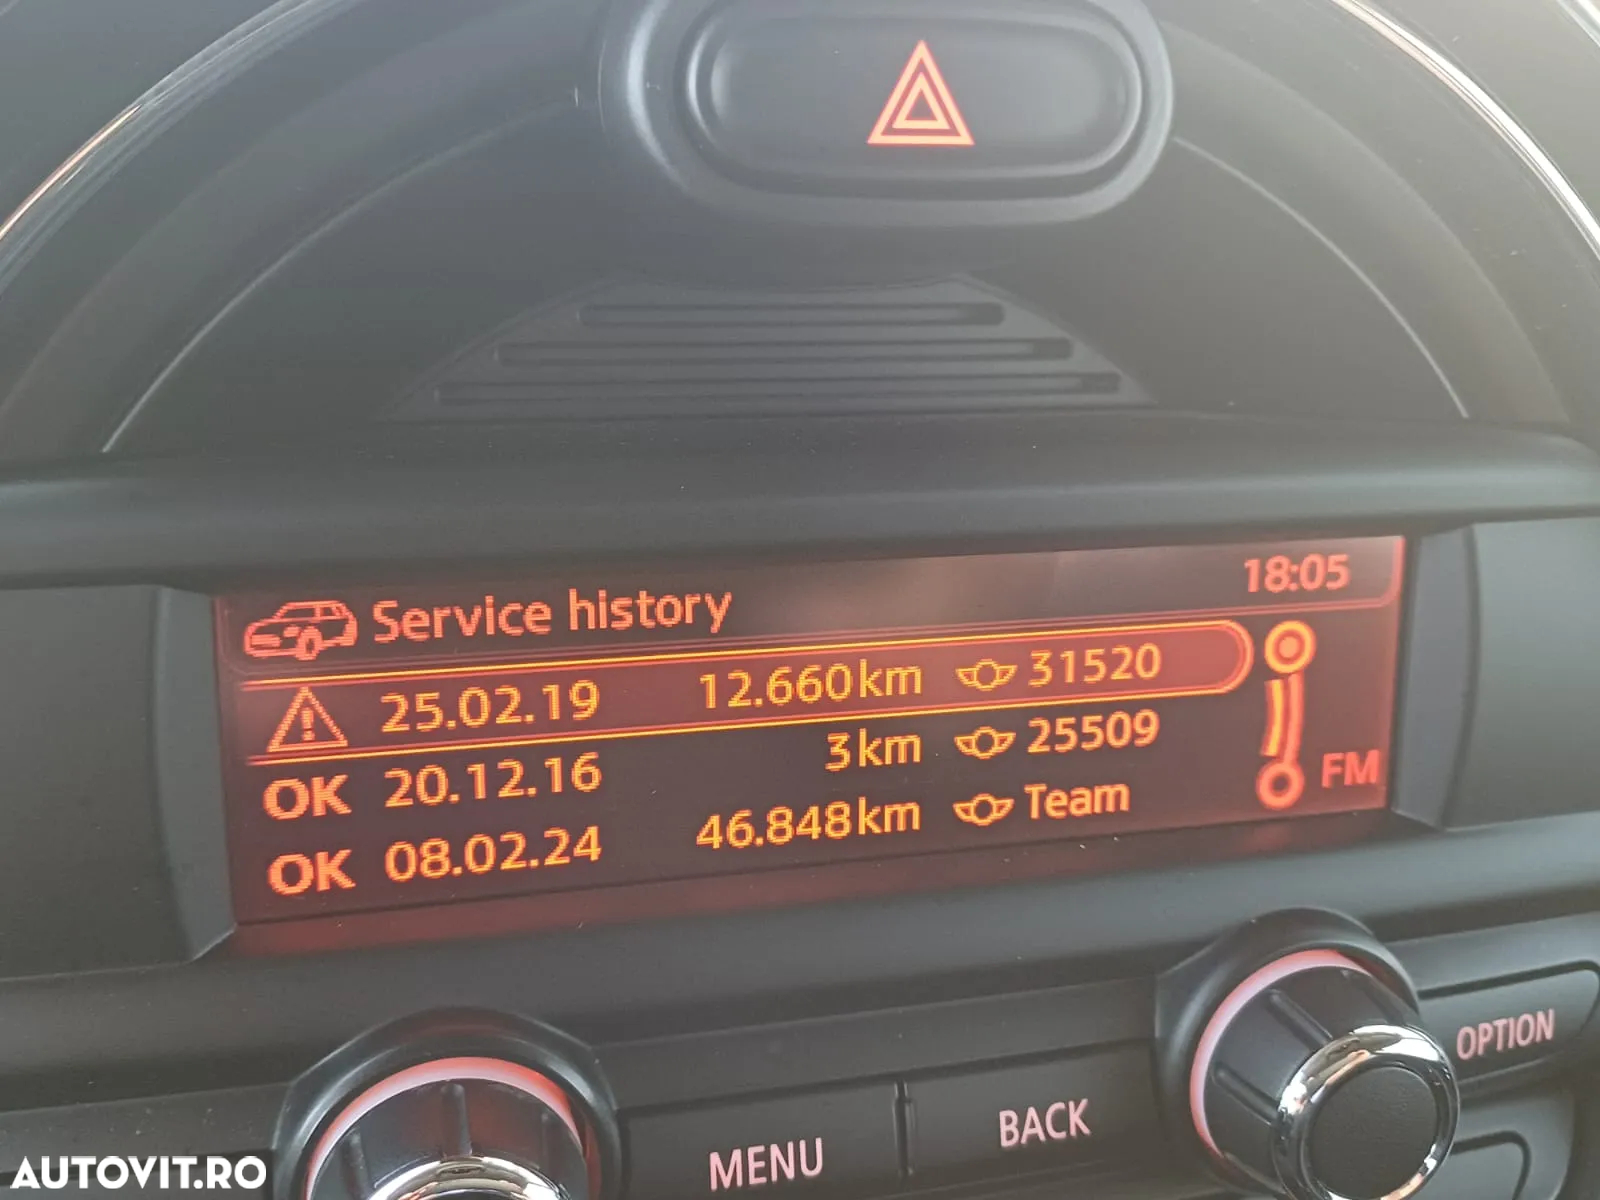 Service history 18:05
25.02.19 12.660km 31520
OK 20.12.16 3km 25509
OK 08.02.24 46.848km Team
FM
OPTION
MENU BACK
AUTOVIT.RO